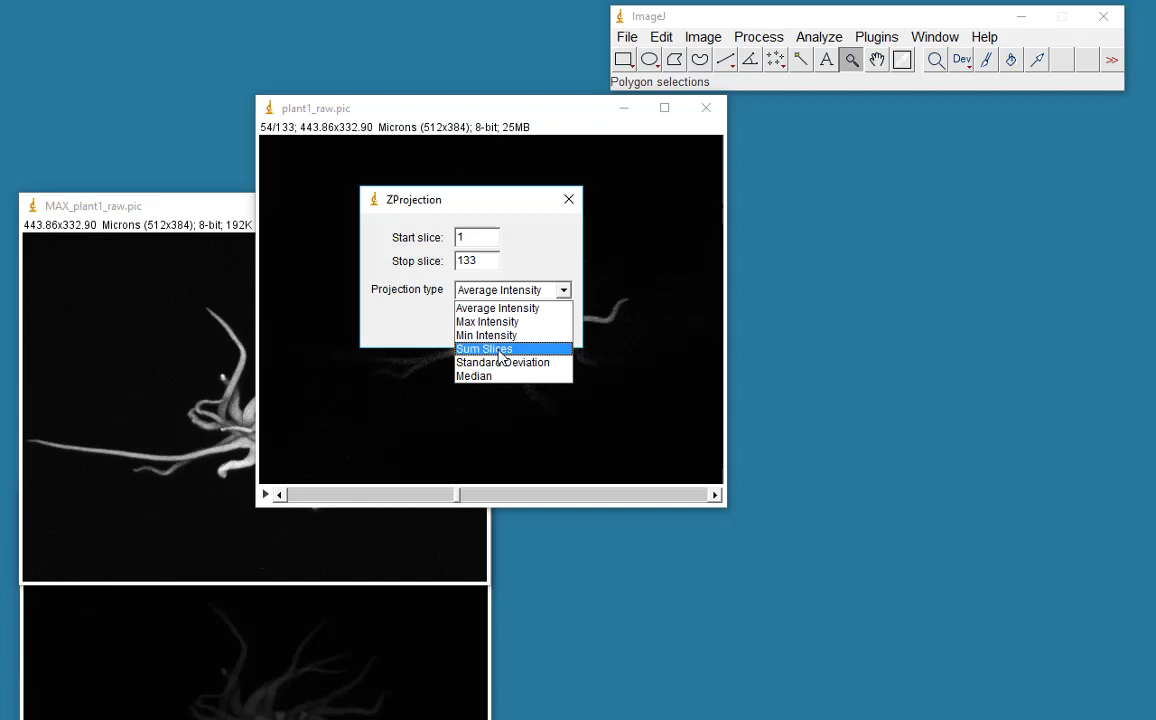 ImageJ
File Edit Image Process Analyze Plugins Window Help
Dev
>>
Polygon selections
plant1_raw.pic
54/133; 443.86x332.90 Microns (512x384); 8-bit; 25MB
MAX_plant1_raw.pic
443.86x332.90 Microns (512x384); 8-bit; 192K
ZProjection
Start slice: 1
Stop slice: 133
Projection type Average Intensity
Average Intensity
Max Intensity
Min Intensity
Sum Slices
Standard Deviation
Median